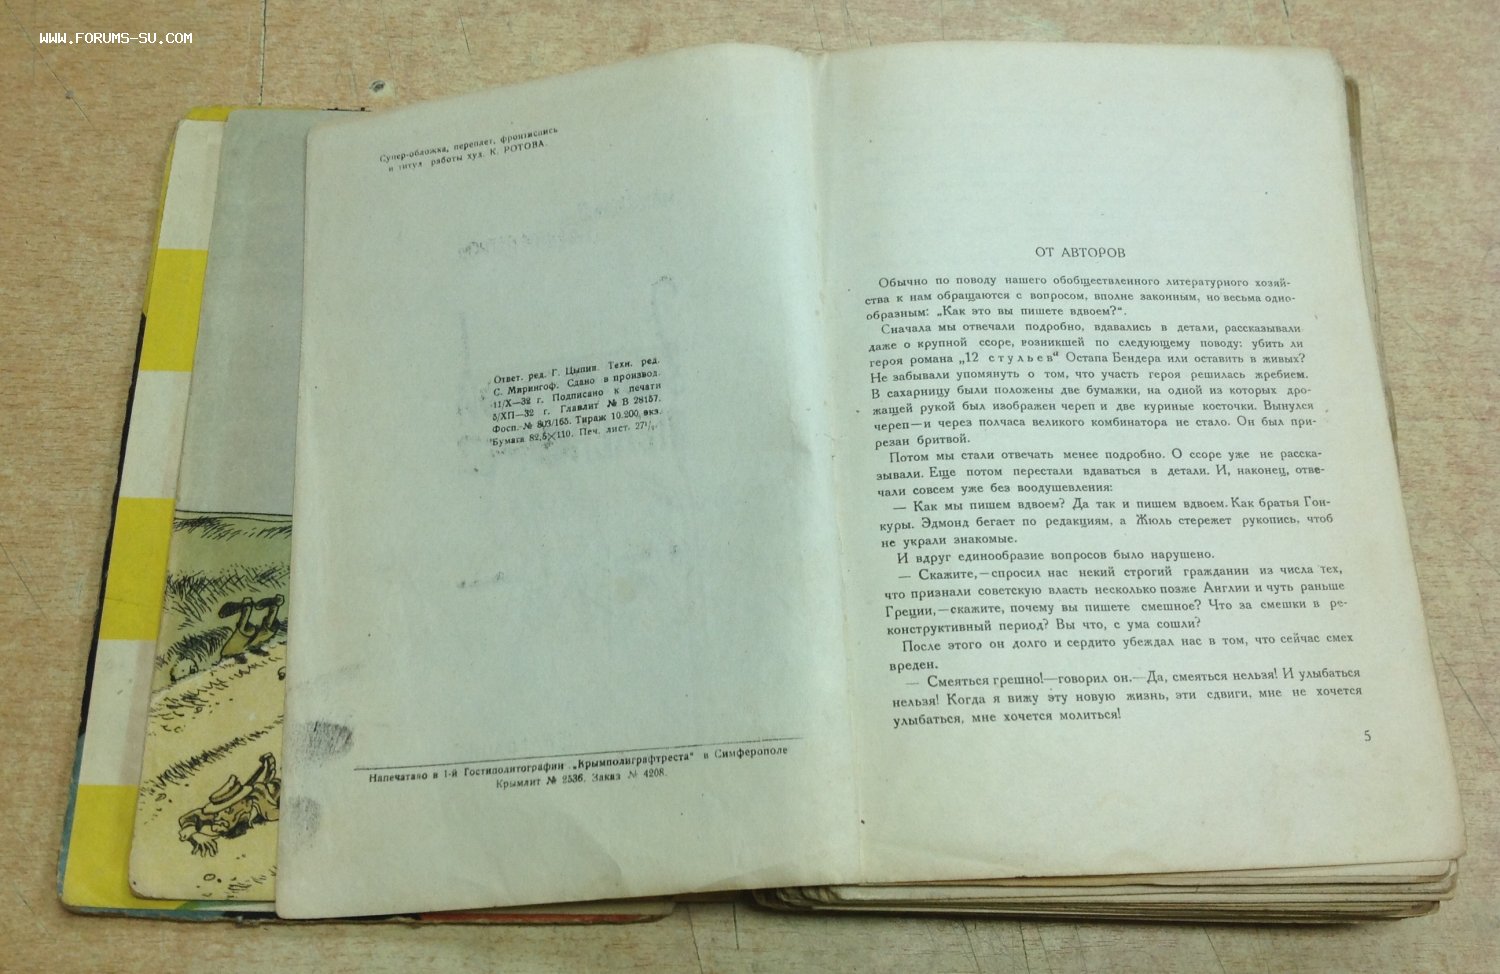 WWW.FORUMS-SU.COM
Супер-обложка, переплет, фронтиспись
и титул работы худ. К. РОТОВА.
Ответ. ред. Г. Цыпин. Техн. ред.
С. Мирингоф. Сдано в производ.
11/X—32 г. Подписано к печати
5/XII—32 г. Главлит № В 28157.
Фосп. № 803/165. Тираж 10.200 экз.
Бумага 82,5×110. Печ. лист. 27
Напечатано в 1-й Гостиполитографии „Крымполиграфтреста“ в Симферополе
Крымлит № 2536. Заказ № 4208.
ОТ АВТОРОВ
Обычно по поводу нашего обобществленного литературного хозяй-
ства к нам обращаются с вопросом, вполне законным, но весьма одно-
образным: „Как это вы пишете вдвоем?“.
Сначала мы отвечали подробно, вдавались в детали, рассказывали
даже о крупной ссоре, возникшей по следующему поводу: убить ли
героя романа „12 стульев“ Остапа Бендера или оставить в живых?
Не забывали упомянуть о том, что участь героя решилась жребием.
В сахарницу были положены две бумажки, на одной из которых дро-
жащей рукой был изображен череп и две куриные косточки. Вынулся
череп—и через полчаса великого комбинатора не стало. Он был при-
резан бритвой.
Потом мы стали отвечать менее подробно. О ссоре уже не расска-
зывали. Еще потом перестали вдаваться в детали. И, наконец, отве-
чали совсем уже без воодушевления:
— Как мы пишем вдвоем? Да так и пишем вдвоем. Как братья Гон-
куры. Эдмонд бегает по редакциям, а Жюль стережет рукопись, чтоб
не украли знакомые.
И вдруг единообразие вопросов было нарушено.
— Скажите,—спросил нас некий строгий гражданин из числа тех,
что признали советскую власть несколько позже Англии и чуть раньше
Греции,—скажите, почему вы пишете смешное? Что за смешки в ре-
конструктивный период? Вы что, с ума сошли?
После этого он долго и сердито убеждал нас в том, что сейчас смех
вреден.
— Смеяться грешно!—говорил он.—Да, смеяться нельзя! И улыбаться
нельзя! Когда я вижу эту новую жизнь, эти сдвиги, мне не хочется
улыбаться, мне хочется молиться!
5